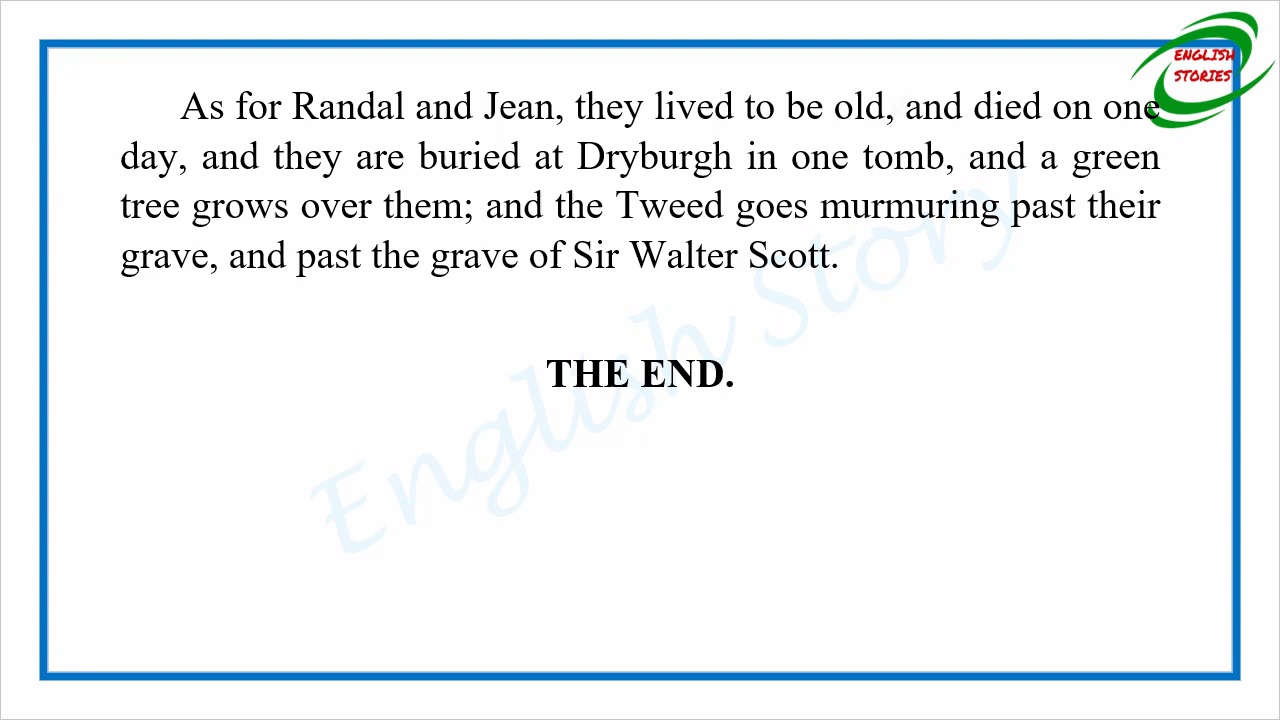 ENGLISH
STORIES
As for Randal and Jean, they lived to be old, and died on one
day, and they are buried at Dryburgh in one tomb, and a green
tree grows over them; and the Tweed goes murmuring past their
grave, and past the grave of Sir Walter Scott.
THE END.
English Story